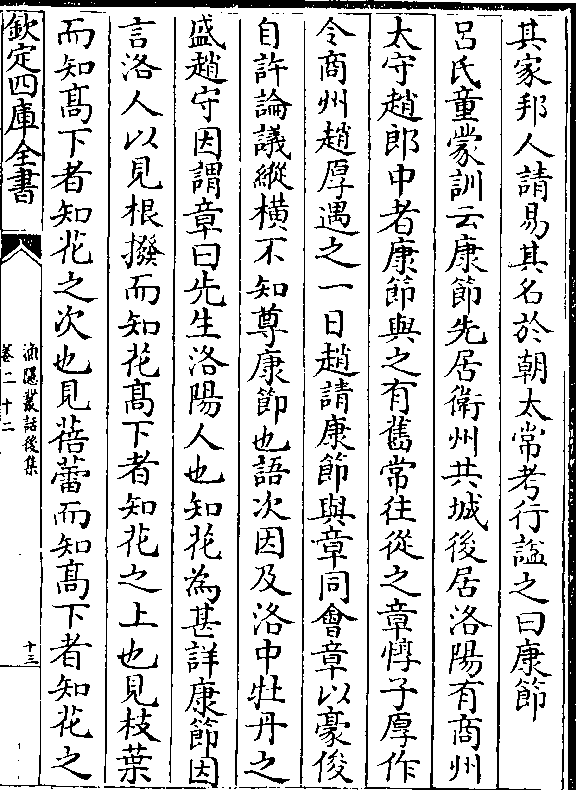 其家邦人請易其名於朝太常考行諡之曰康節
呂氏童蒙訓云康節先居衛州共城後居洛陽有商州
太守趙郎中者康節與之有舊常往從之章惇子厚作
令商州趙厚遇之一日趙請康節與章同會章以豪俊
自許論議縱橫不知尊康節也語次因及洛中牡丹之
盛趙守因謂章曰先生洛陽人也知花為甚詳康節因
言洛人以見根撥而知花髙下者知花之上也見枝葉
而知髙下者知花之次也見蓓蕾而知髙下者知花之
欽定四庫全書
漁隱叢話後集
卷二十二
十三